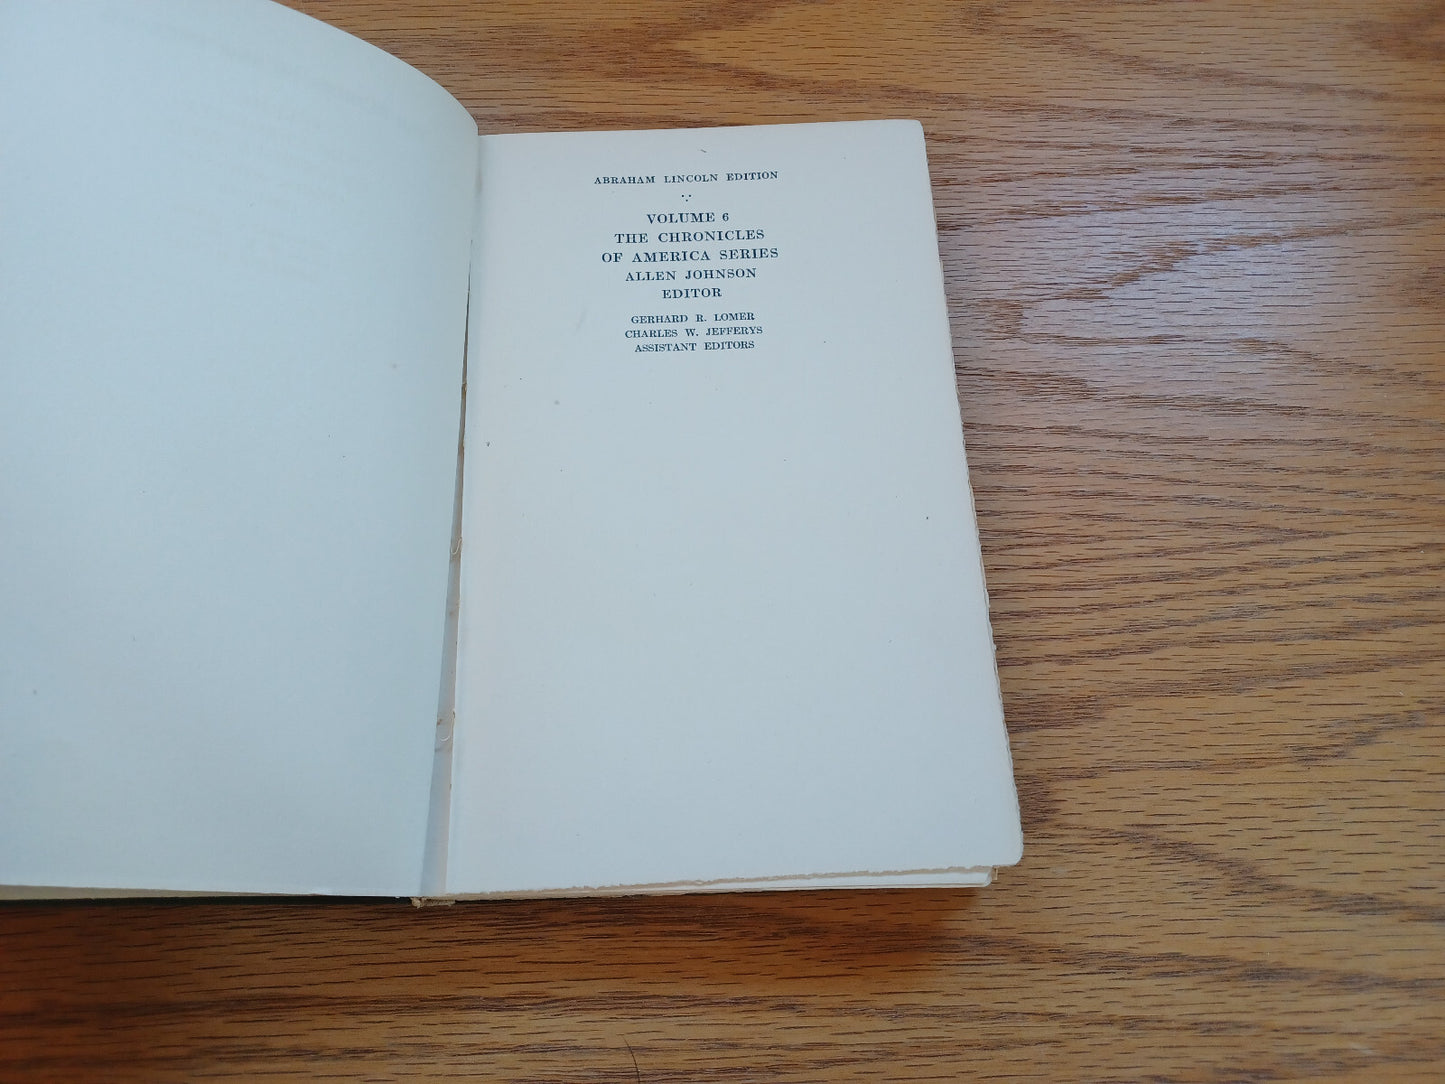 ABRAHAM LINCOLN EDITION
VOLUME 6
THE CHRONICLES
OF AMERICA SERIES
ALLEN JOHNSON
EDITOR
GERHARD R. LOMER
CHARLES W. JEFFERYS
ASSISTANT EDITORS